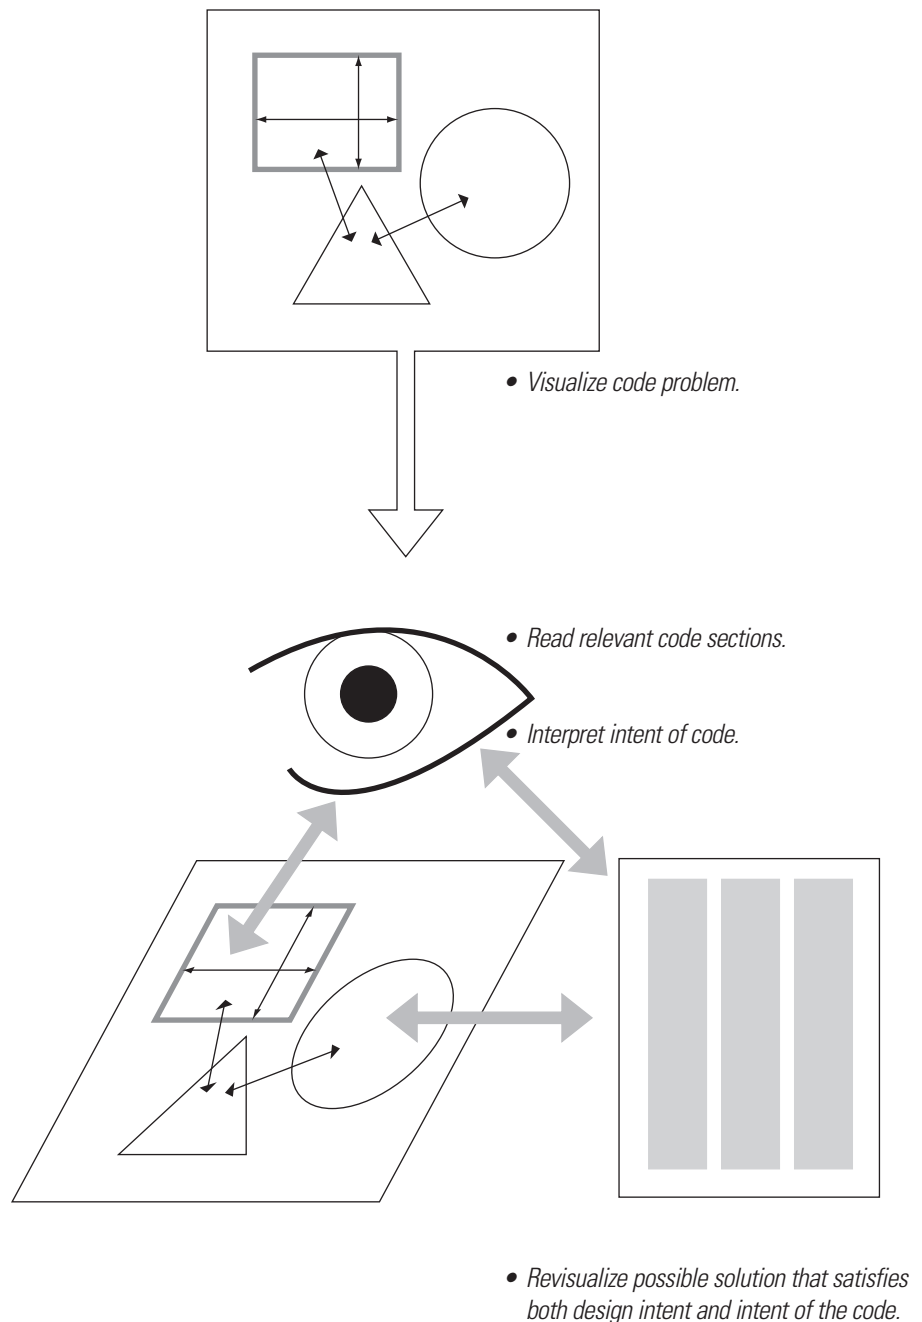 • Visualize code problem.
• Read relevant code sections.
• Interpret intent of code.
• Revisualize possible solution that satisfies
both design intent and intent of the code.